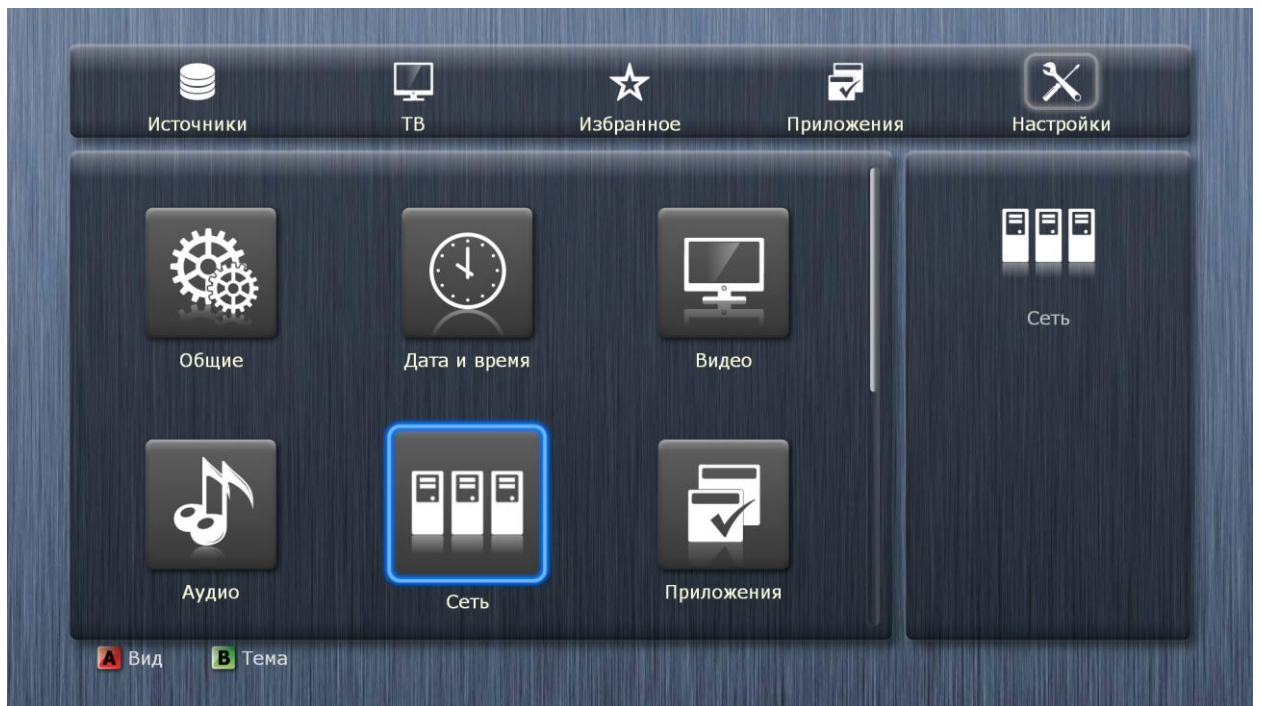 Источники ТВ Избранное Приложения Настройки
Общие Дата и время Видео
Сеть
Аудио Сеть Приложения
A Вид B Тема